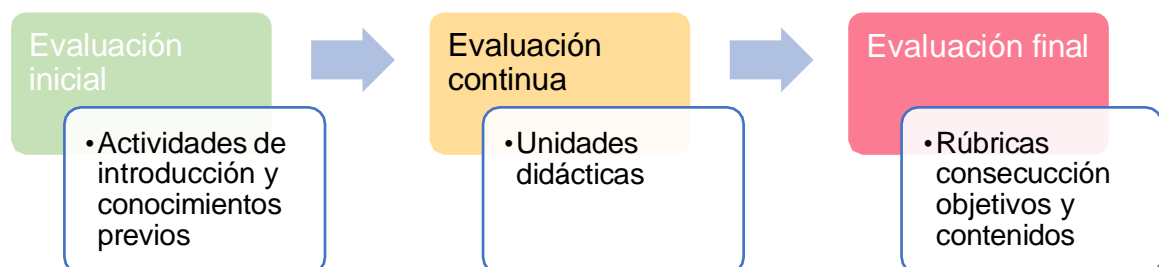 Evaluación
inicial
•Actividades de
introducción y
conocimientos
previos
Evaluación
continua
•Unidades
didácticas
Evaluación final
•Rúbricas
consecucción
objetivos y
contenidos